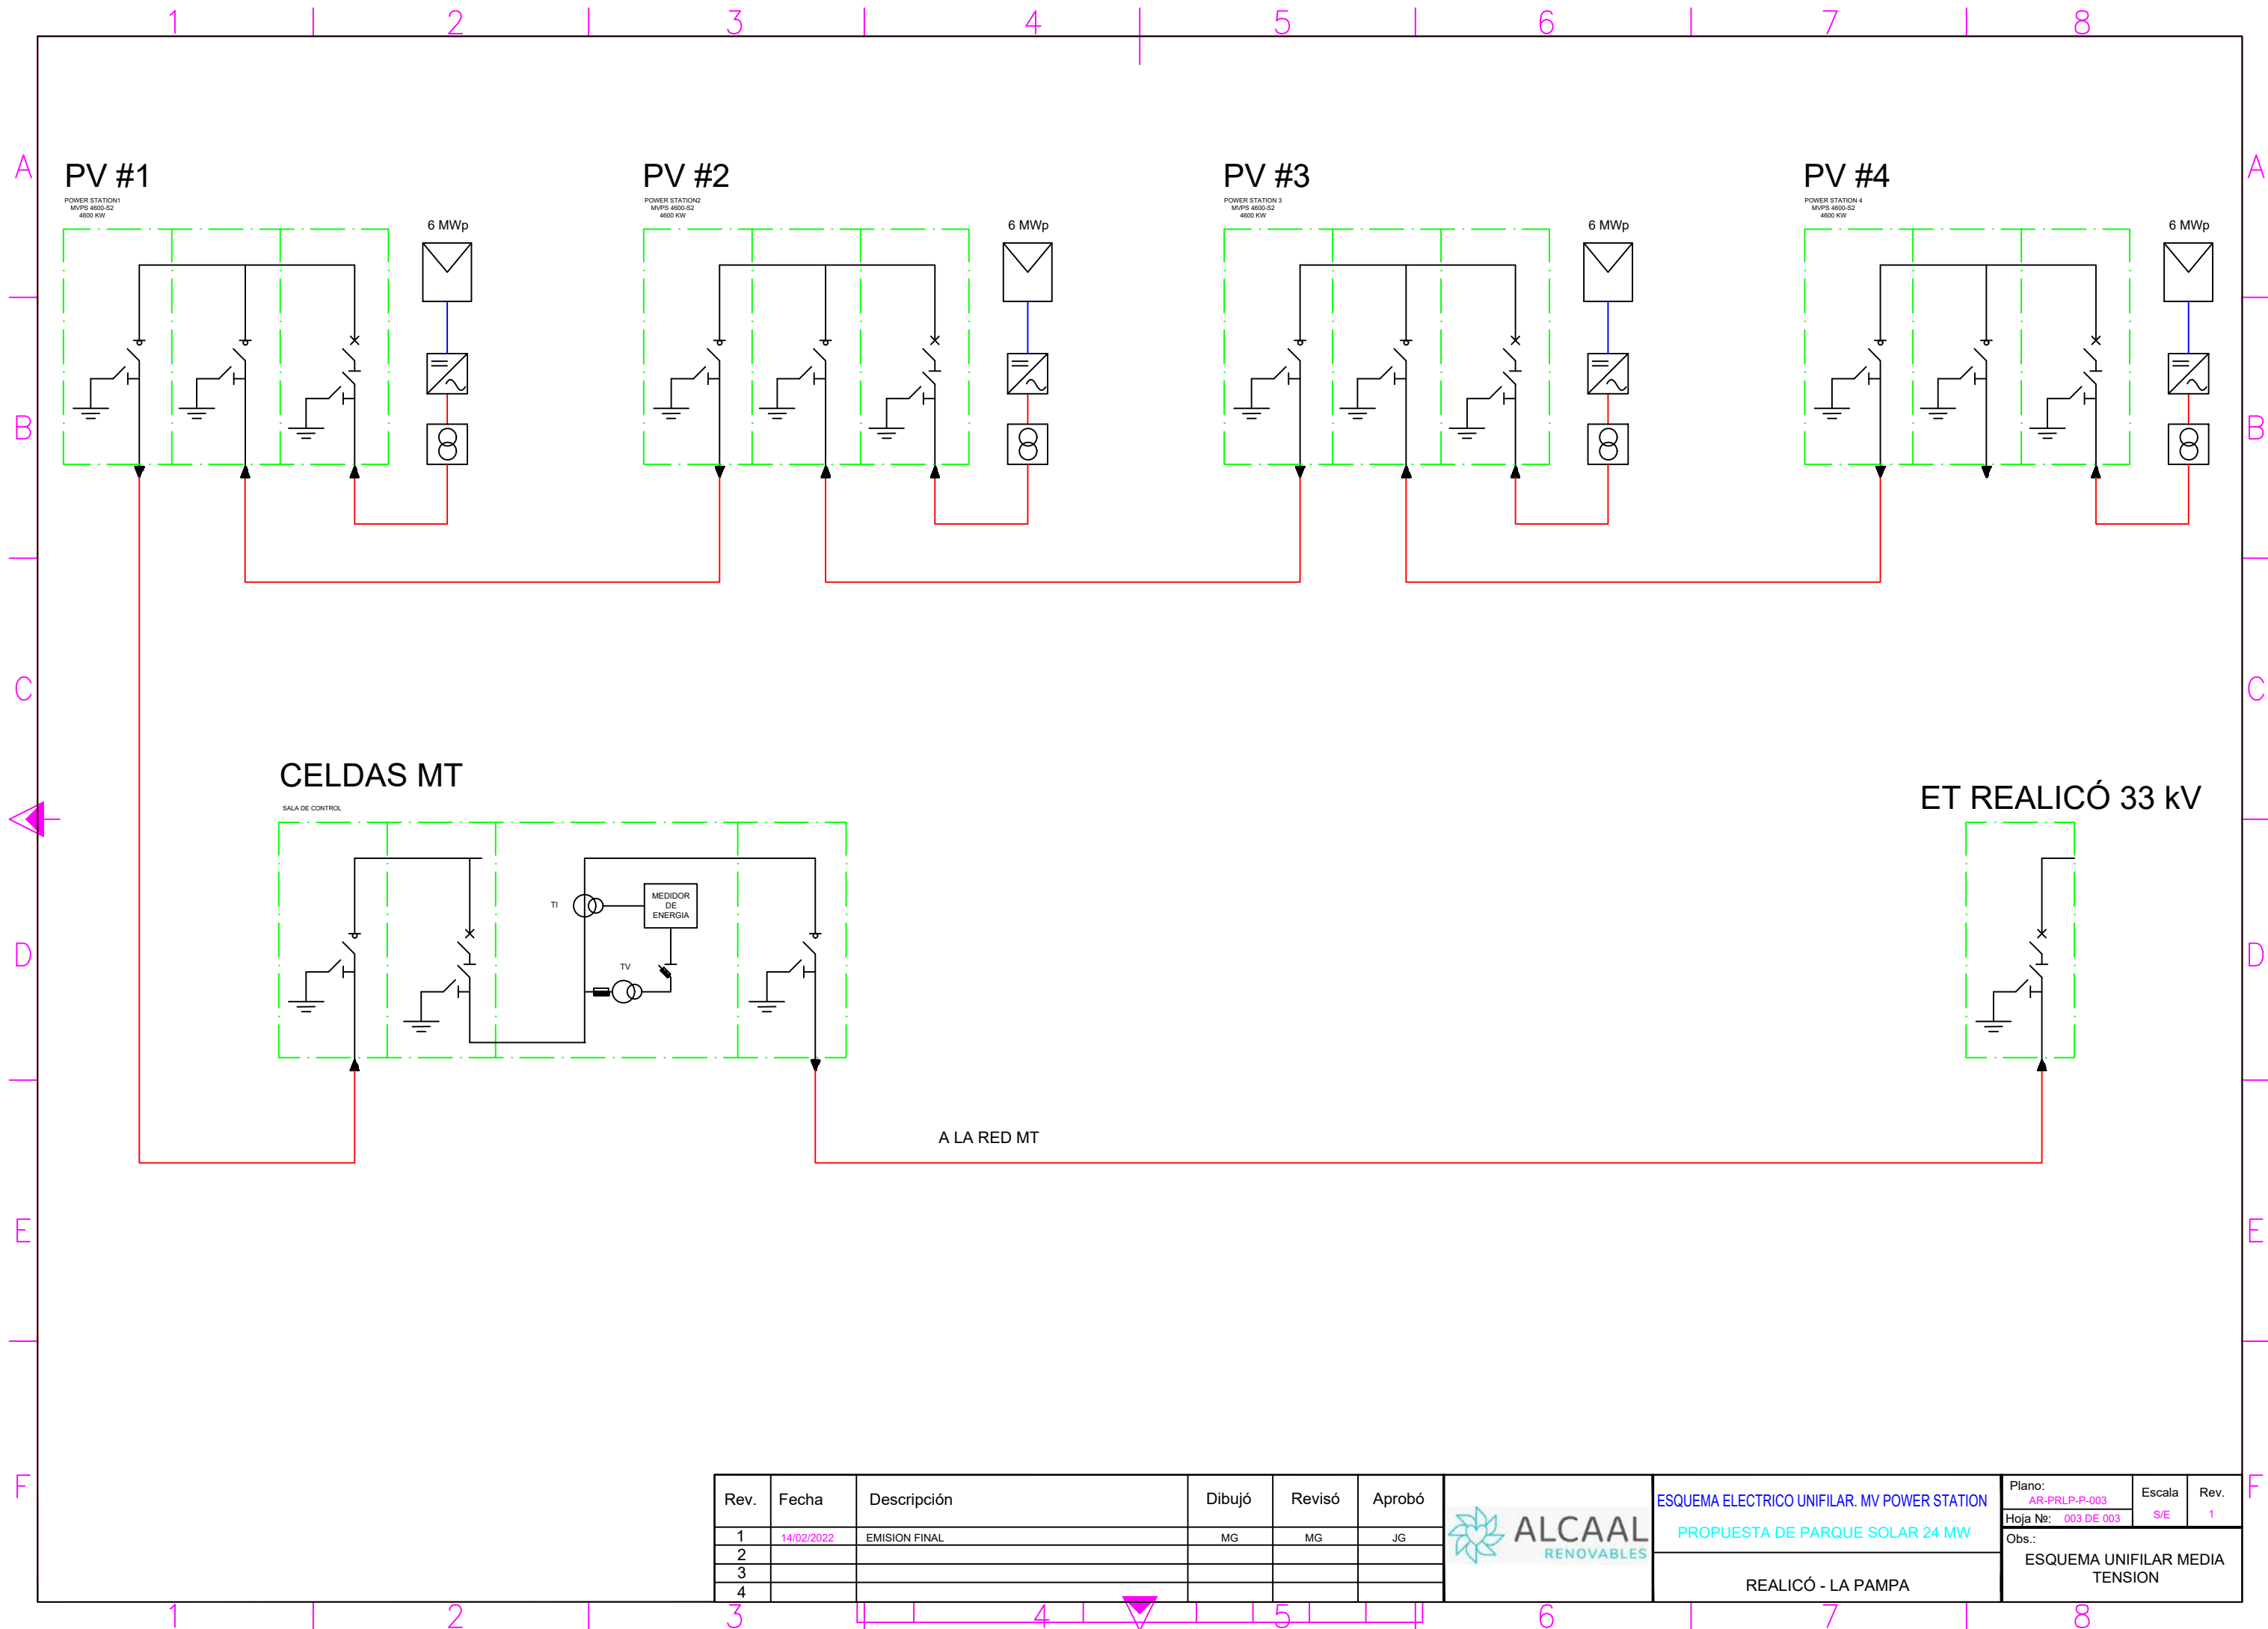 1 2 3 4 5 6 7 8
A A
PV #1
POWER STATION1
MVPS 4600-S2
4600 KW
6 MWp
PV #2
POWER STATION2
MVPS 4600-S2
4600 KW
6 MWp
PV #3
POWER STATION 3
MVPS 4600-S2
4600 KW
6 MWp
PV #4
POWER STATION 4
MVPS 4600-S2
4600 KW
6 MWp
B B
C C
CELDAS MT
SALA DE CONTROL
TI
MEDIDOR
DE
ENERGIA
TV
ET REALICÓ 33 kV
D D
A LA RED MT
E E
F F
Rev. Fecha Descripción Dibujó Revisó Aprobó
1 14/02/2022 EMISION FINAL MG MG JG
2
3
4
ALCAAL
RENOVABLES
ESQUEMA ELECTRICO UNIFILAR. MV POWER STATION
PROPUESTA DE PARQUE SOLAR 24 MW
REALICÓ - LA PAMPA
Plano:
AR-PRLP-P-003
Hoja Nº: 003 DE 003
Escala
S/E
Rev.
1
Obs.:
ESQUEMA UNIFILAR MEDIA
TENSION
1 2 3 4 5 6 7 8